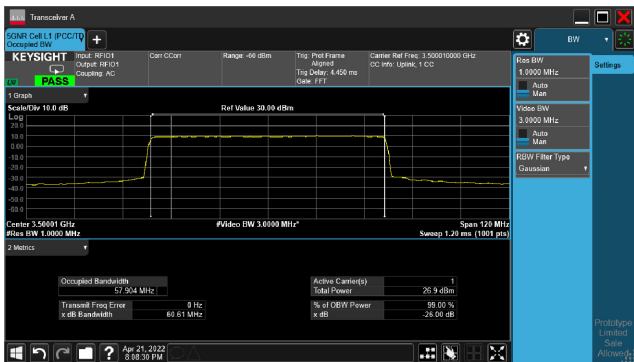 Transceiver A
5GNR Cell L1 (PCC/TD
Occupied BW
+
KEYSIGHT
PASS
Input: RFIO1
Output: RFIO1
Coupling: AC
Corr CCorr
Range: -60 dBm
Trig: Prot Frame
Aligned
Trig Delay: 4.450 ms
Gate: FFT
Carrier Ref Freq: 3.500010000 GHz
CC Info: Uplink, 1 CC
BW
Settings
Res BW
1.0000 MHz
Auto
Man
Video BW
3.0000 MHz
Auto
Man
RBW Filter Type
Gaussian
1 Graph
Scale/Div 10.0 dB
Ref Value 30.00 dBm
Log
20.0
10.0
0.00
-10.0
-20.0
-30.0
-40.0
-50.0
-60.0
Center 3.50001 GHz
#Res BW 1.0000 MHz
#Video BW 3.0000 MHz*
Span 120 MHz
Sweep 1.20 ms (1001 pts)
2 Metrics
Occupied Bandwidth
57.904 MHz
Transmit Freq Error
0 Hz
x dB Bandwidth
60.61 MHz
Active Carrier(s)
1
Total Power
26.9 dBm
% of OBW Power
99.00 %
x dB
-26.00 dB
Prototype
Limited
Sale
Allowed
?
Apr 21, 2022
8:08:30 PM